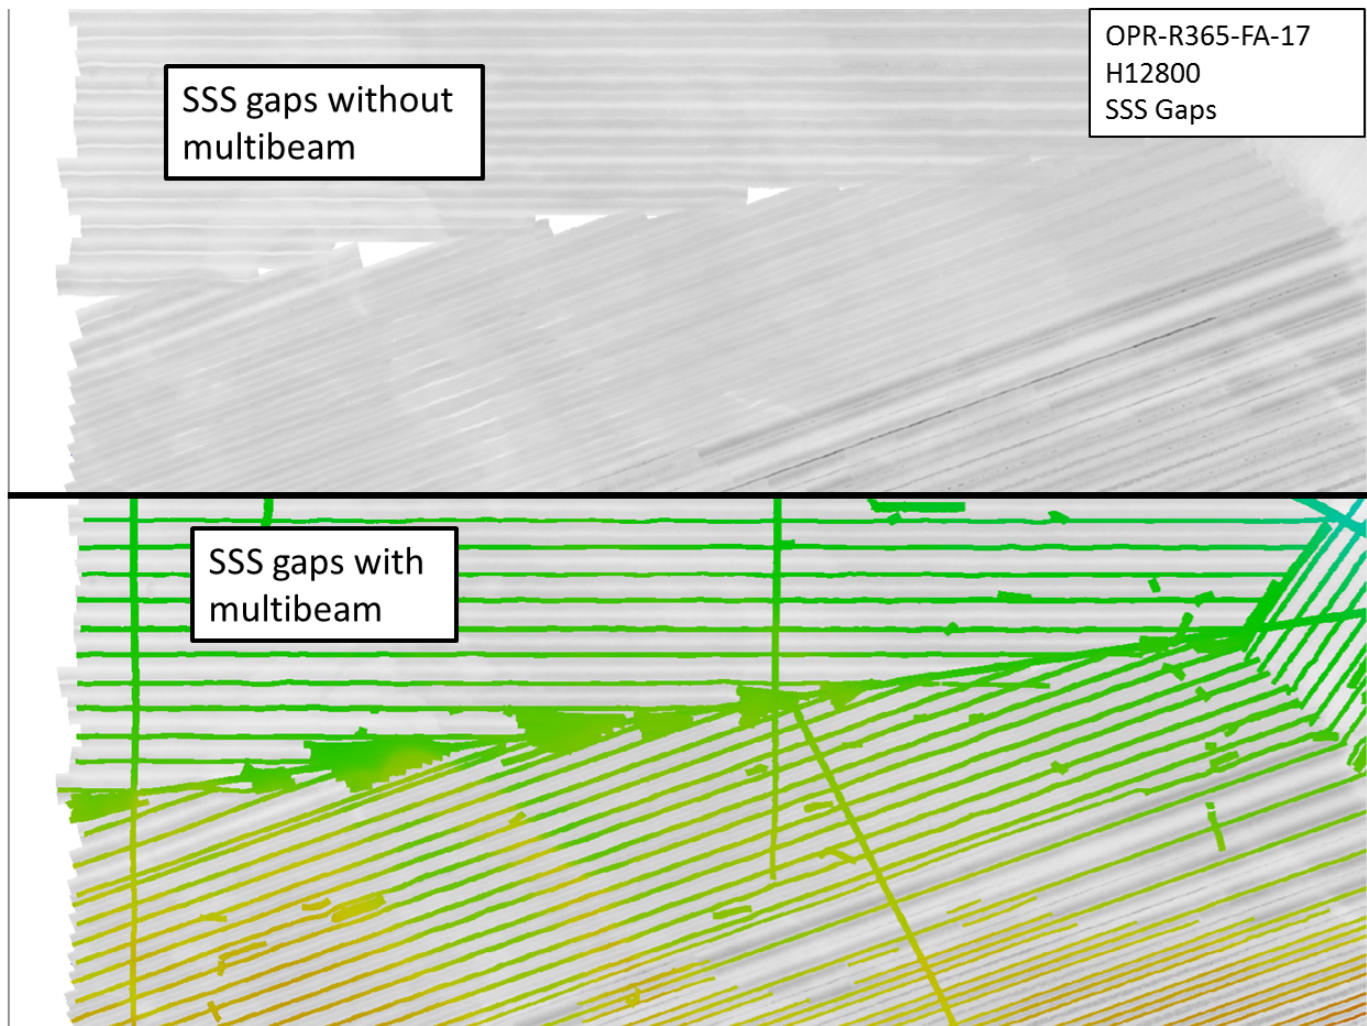 OPR-R365-FA-17
H12800
SSS Gaps
SSS gaps without
multibeam
SSS gaps with
multibeam